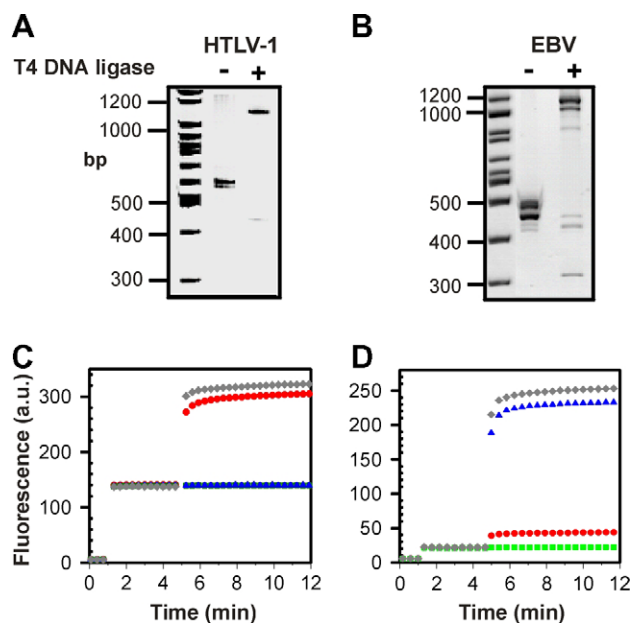 A
HTLV-1
T4 DNA ligase - +
1200
1000
bp
500
400
300
B
EBV
- +
1200
1000
500
400
300
C
Fluorescence (a.u.)
300
200
100
0
0 2 4 6 8 10 12
Time (min)
D
250
200
150
100
50
0
0 2 4 6 8 10 12
Time (min)